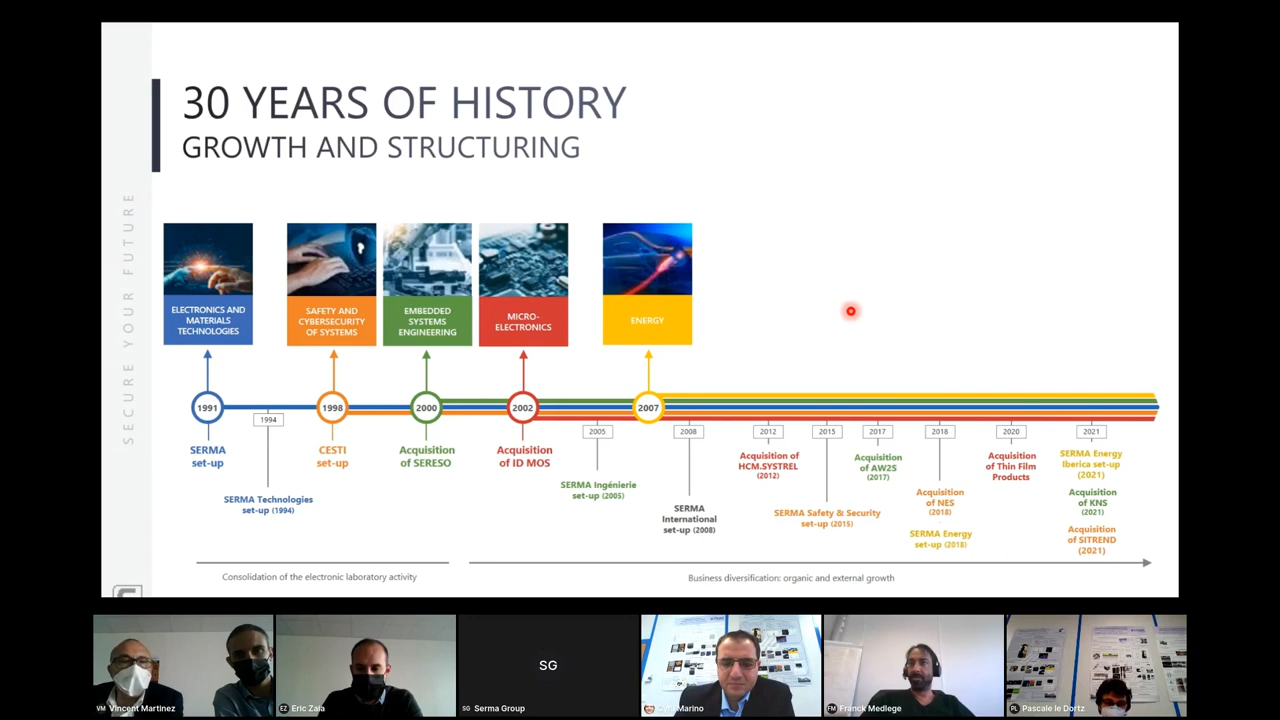 30 YEARS OF HISTORY
GROWTH AND STRUCTURING
SECURE YOUR FUTURE
ELECTRONICS AND
MATERIALS
TECHNOLOGIES
SAFETY AND
CYBERSECURITY
OF SYSTEMS
EMBEDDED
SYSTEMS
ENGINEERING
MICRO-
ELECTRONICS
ENERGY
1991
1998
2000
2002
2007
1994
2005
2008
2012
2015
2017
2018
2020
2021
SERMA
set-up
SERMA Technologies
set-up (1994)
CESTI
set-up
Acquisition
of SERESO
Acquisition
of ID MOS
SERMA Ingénierie
set-up (2005)
SERMA
International
set-up (2008)
Acquisition of
HCM.SYSTREL
(2012)
SERMA Safety & Security
set-up (2015)
Acquisition
of AW2S
(2017)
Acquisition
of NES
(2018)
SERMA Energy
set-up (2018)
Acquisition
of Thin Film
Products
SERMA Energy
Iberica set-up
(2021)
Acquisition
of KNS
(2021)
Acquisition
of SITREND
(2021)
Consolidation of the electronic laboratory activity
Business diversification: organic and external growth
SG
VM Vincent Martinez
EZ Eric Zaia
SG Serma Group
Marino
FM Franck Medlege
PL Pascale le Dortz